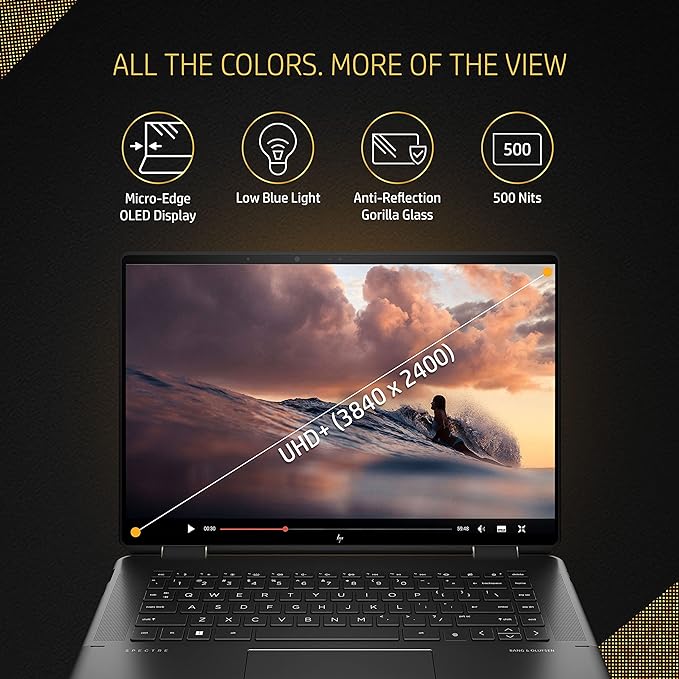 ALL THE COLORS. MORE OF THE VIEW
500
Micro-Edge
OLED Display
Low Blue Light
Anti-Reflection
Gorilla Glass
500 Nits
UHD+ (3840 x 2400)
00:30
59:48
hp
Q W E R T Y U I O P
A S D F G H J K L
Z X C V B N M
SPECTRE
BANG & OLUFSEN